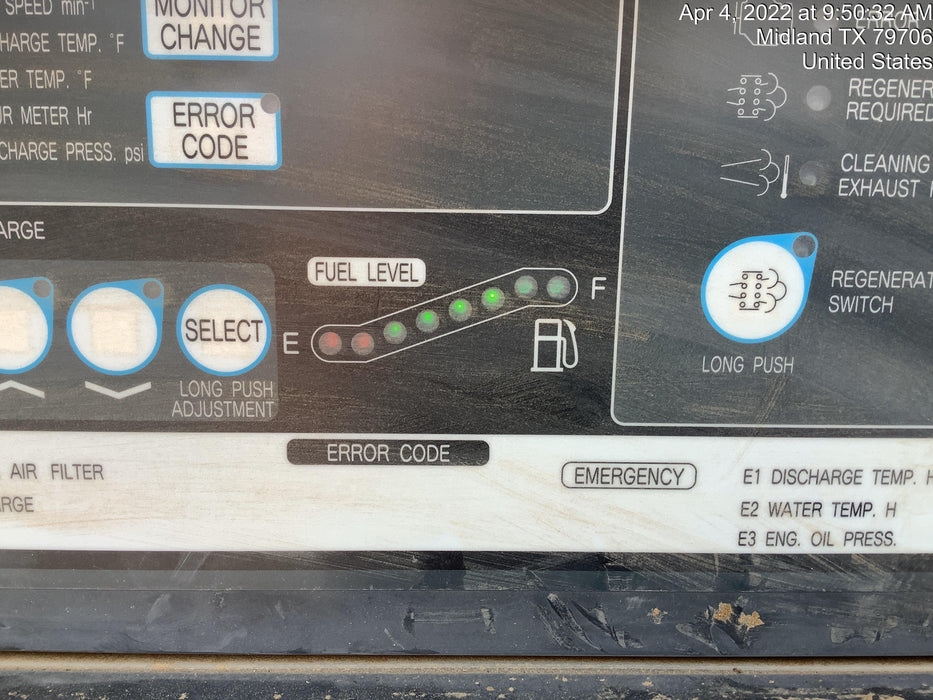 SPEED min⁻¹
MONITOR
CHANGE
HARGE TEMP. °F
ER TEMP. °F
UR METER Hr
CHARGE PRESS. psi
ERROR
CODE
Apr 4, 2022 at 9:50:32 AM
Midland TX 79706
United States
REGENER
REQUIRED
CLEANING
EXHAUST
ARGE
FUEL LEVEL
E
F
SELECT
LONG PUSH
ADJUSTMENT
REGENERAT
SWITCH
LONG PUSH
AIR FILTER
RGE
ERROR CODE
EMERGENCY
E1 DISCHARGE TEMP. H
E2 WATER TEMP. H
E3 ENG. OIL PRESS.